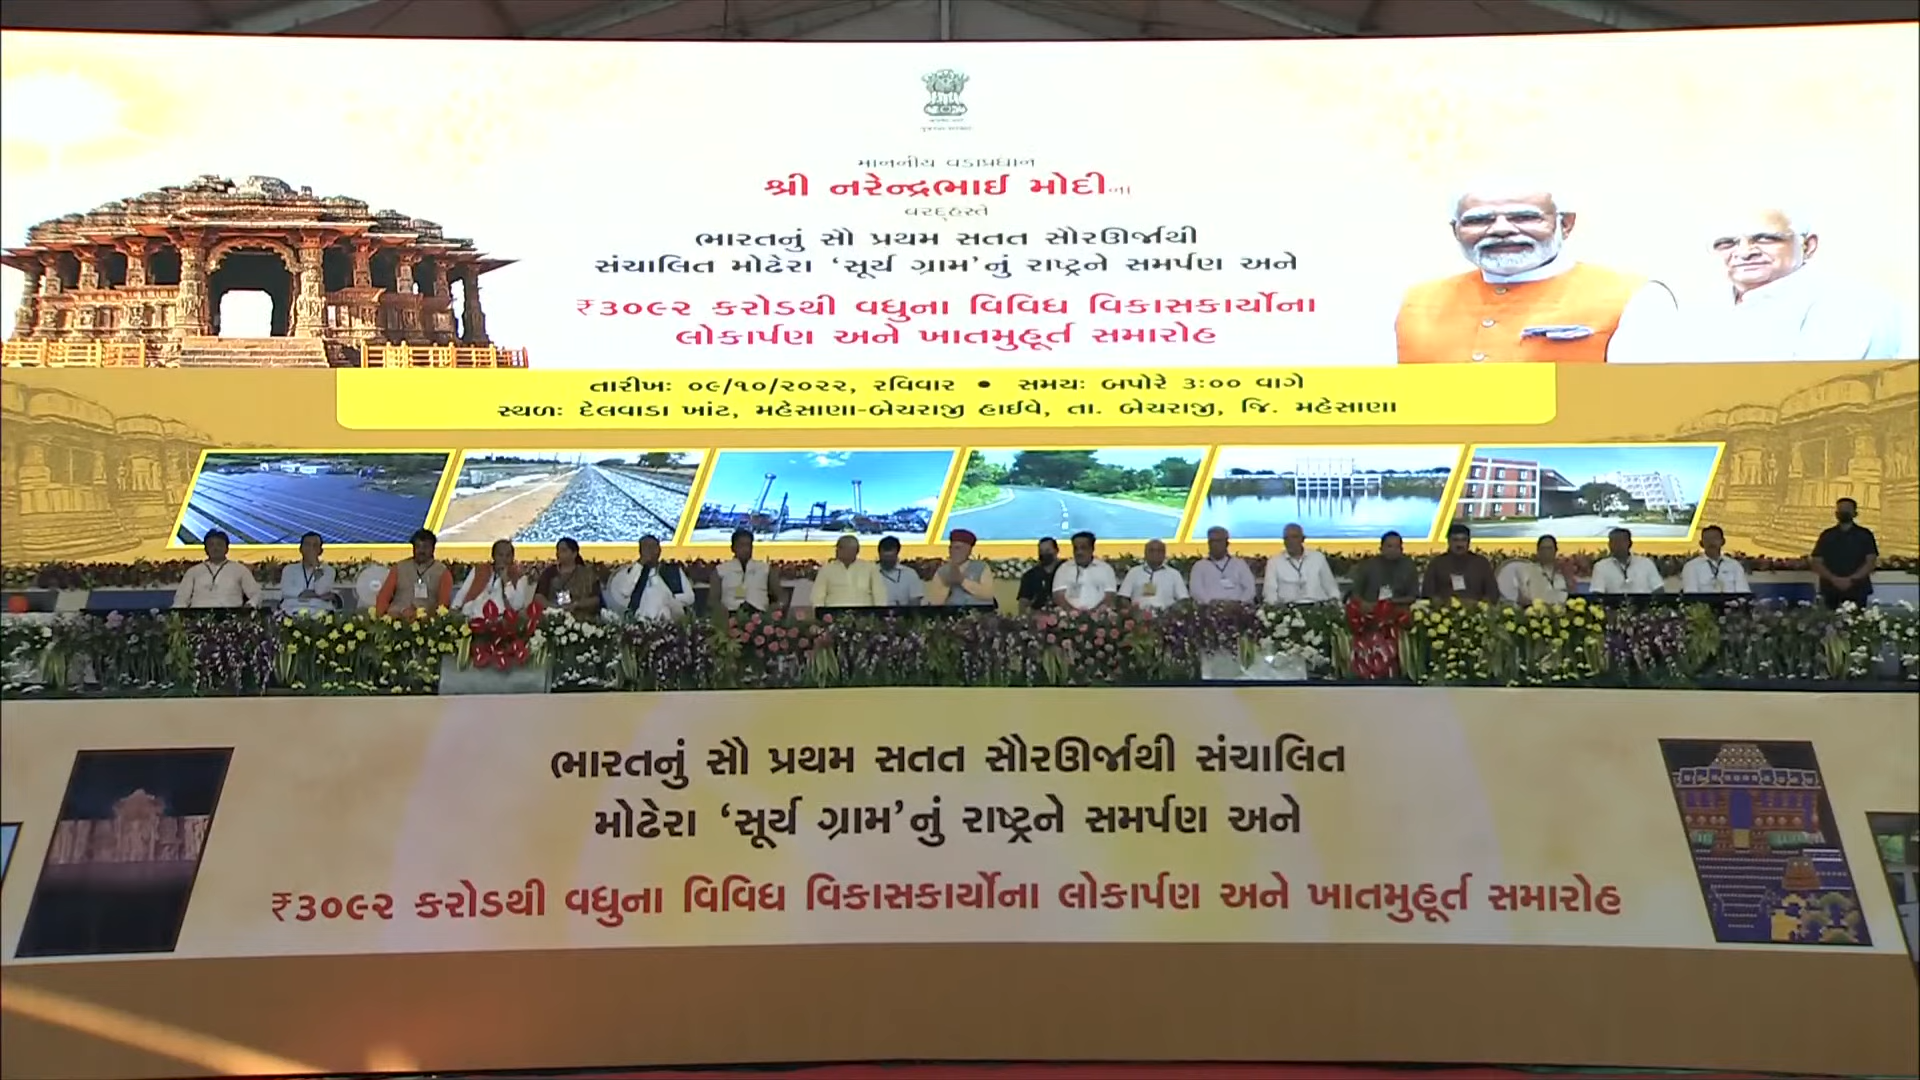 માનનીય વડાપ્રધાન
શ્રી નરેન્દ્રભાઈ મોદીના
વરદ્હસ્તે
ભારતનું સૌ પ્રથમ સતત સૌરઊર્જાથી
સંચાલિત મોઢેરા ‘સૂર્ય ગ્રામ’નું રાષ્ટ્રને સમર્પણ અને
₹૩૦૯૨ કરોડથી વધુના વિવિધ વિકાસકાર્યોના
લોકાર્પણ અને ખાતમુહૂર્ત સમારોહ
તારીખઃ ૦૯/૧૦/૨૦૨૨, રવિવાર • સમયઃ બપોરે ૩ઃ૦૦ વાગે
સ્થળઃ દેલવાડા ખાંટ, મહેસાણા-બેચરાજી હાઈવે, તા. બેચરાજી, જિ. મહેસાણા
ભારતનું સૌ પ્રથમ સતત સૌરઊર્જાથી સંચાલિત
મોઢેરા ‘સૂર્ય ગ્રામ’નું રાષ્ટ્રને સમર્પણ અને
₹૩૦૯૨ કરોડથી વધુના વિવિધ વિકાસકાર્યોના લોકાર્પણ અને ખાતમુહૂર્ત સમારોહ